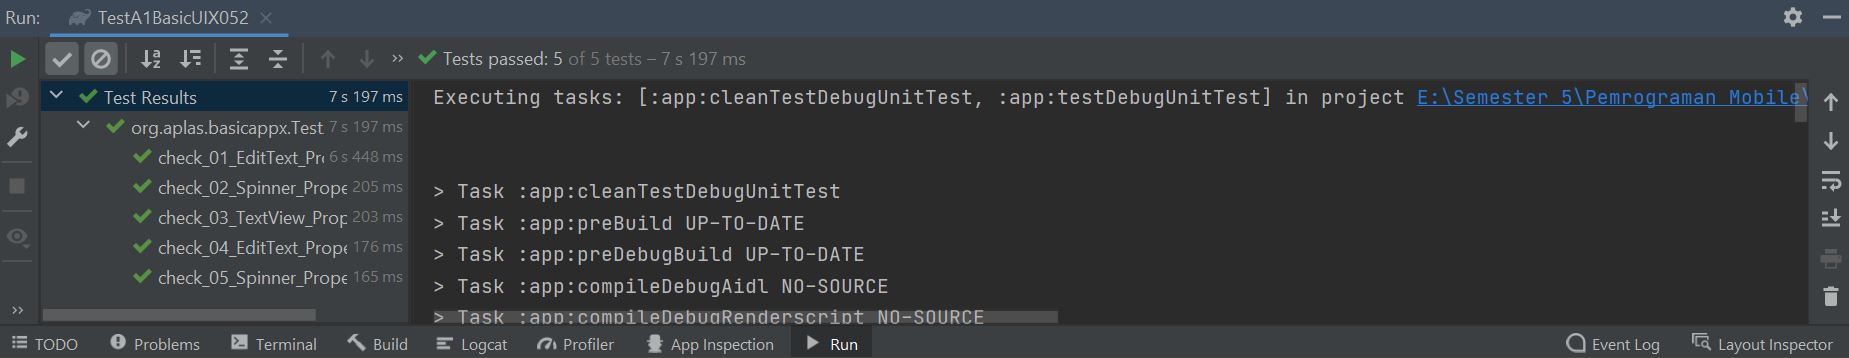 Run: TestA1BasicUIX052
Tests passed: 5 of 5 tests – 7 s 197 ms
Test Results 7 s 197 ms
org.aplas.basicappx.Test 7 s 197 ms
check_01_EditText_Pr 6 s 448 ms
check_02_Spinner_Prope 205 ms
check_03_TextView_Prop 203 ms
check_04_EditText_Prope 176 ms
check_05_Spinner_Prope 165 ms
Executing tasks: [:app:cleanTestDebugUnitTest, :app:testDebugUnitTest] in project E:\Semester 5\Pemrograman Mobile\
> Task :app:cleanTestDebugUnitTest
> Task :app:preBuild UP-TO-DATE
> Task :app:preDebugBuild UP-TO-DATE
> Task :app:compileDebugAidl NO-SOURCE
> Task :app:compileDebugRenderscript NO-SOURCE
TODO Problems Terminal Build Logcat Profiler App Inspection Run Event Log Layout Inspector